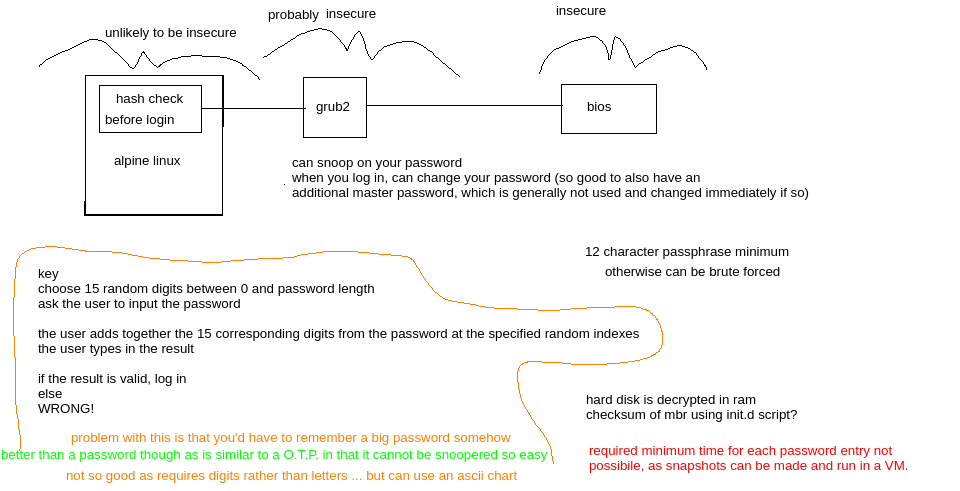 probably insecure
insecure
unlikely to be insecure
hash check
before login
grub2
bios
alpine linux
can snoop on your password
when you log in, can change your password (so good to also have an
additional master password, which is generally not used and changed immediately if so)
12 character passphrase minimum
otherwise can be brute forced
key
choose 15 random digits between 0 and password length
ask the user to input the password
the user adds together the 15 corresponding digits from the password at the specified random indexes
the user types in the result
if the result is valid, log in
else
WRONG!
hard disk is decrypted in ram
checksum of mbr using init.d script?
problem with this is that you'd have to remember a big password somehow
better than a password though as is similar to a O.T.P. in that it cannot be snoopered so easy
not so good as requires digits rather than letters ... but can use an ascii chart
required minimum time for each password entry not
possibile, as snapshots can be made and run in a VM.